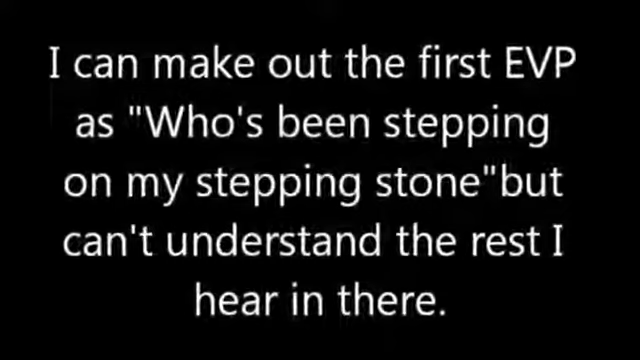 I can make out the first EVP
as "Who's been stepping
on my stepping stone"but
can't understand the rest I
hear in there.